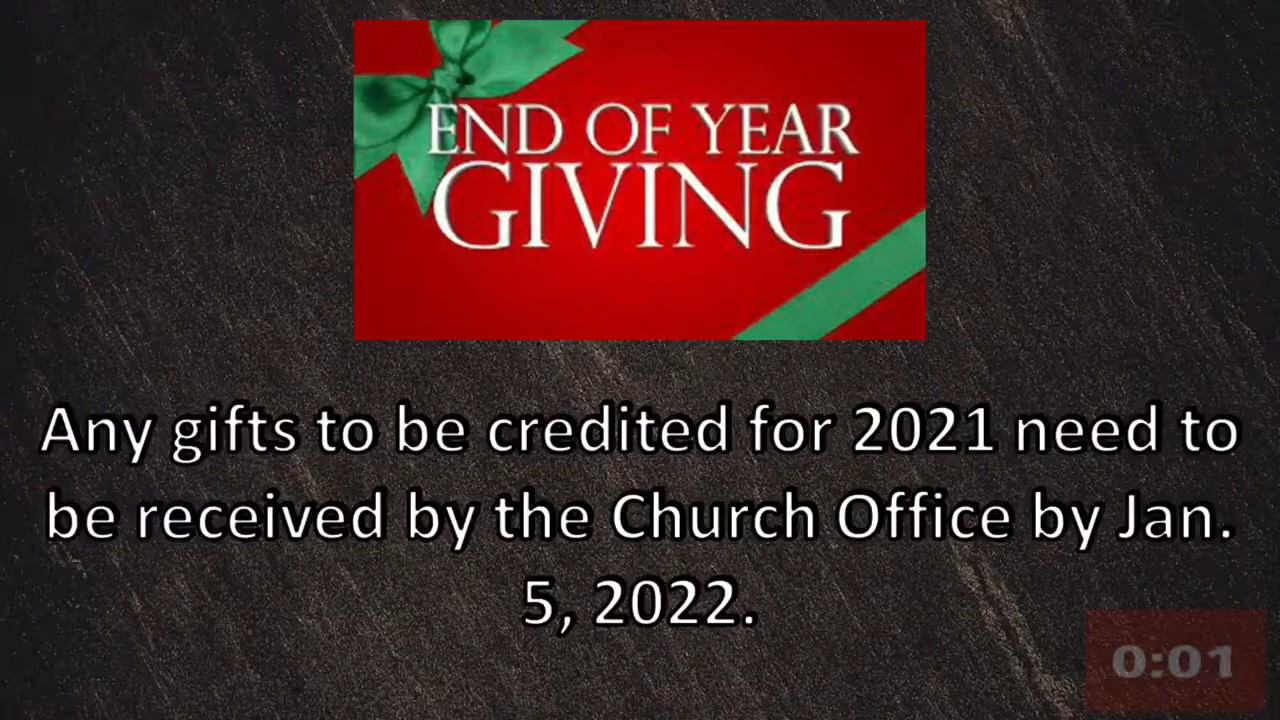 END OF YEAR
GIVING
Any gifts to be credited for 2021 need to
be received by the Church Office by Jan.
5, 2022.
0:01